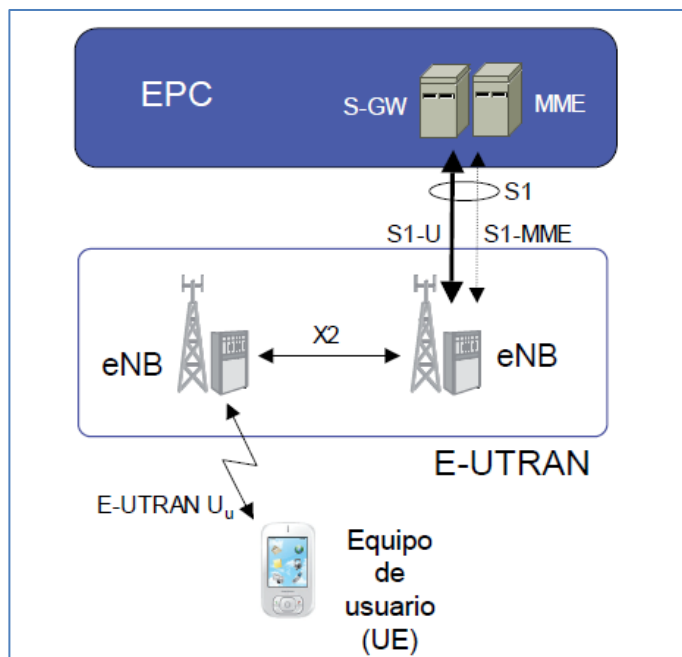 EPC
S-GW
MME
S1
S1-U
S1-MME
eNB
X2
eNB
E-UTRAN
E-UTRAN Uu
Equipo
de
usuario
(UE)